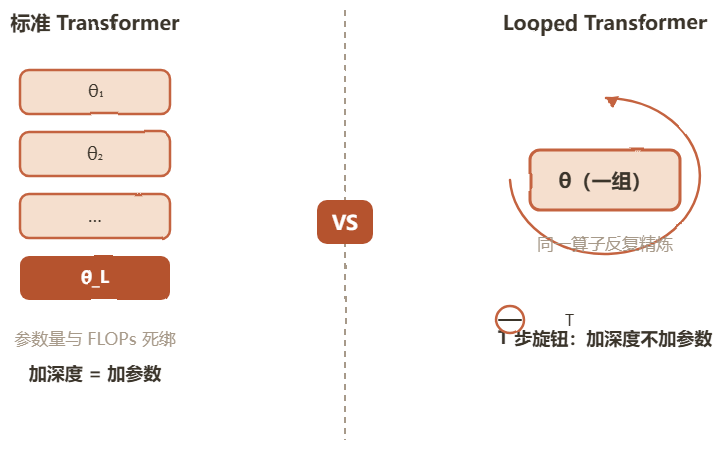 标准 Transformer
θ₁
θ₂
...
θ_L
参数量与 FLOPs 死绑
加深度 = 加参数
VS
Looped Transformer
θ（一组）
同一算子反复精炼
T
T 步旋钮：加深度不加参数